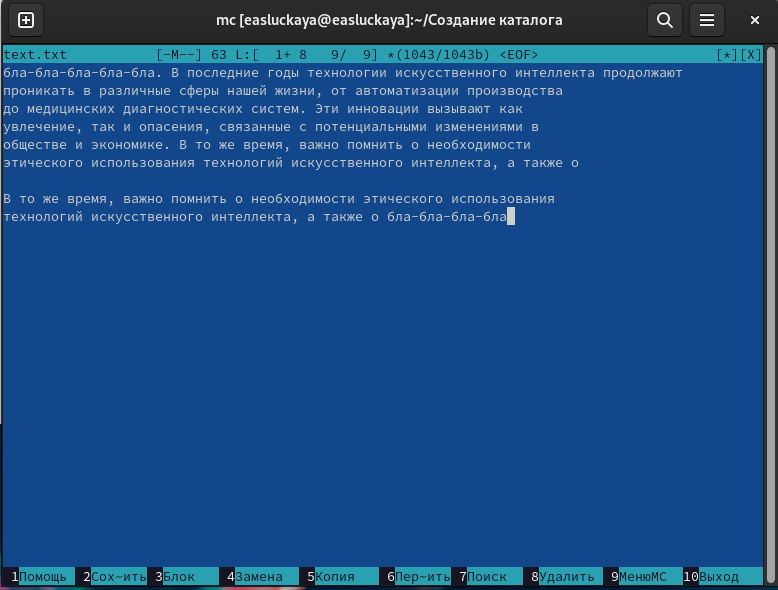 mc [easluckaya@easluckaya]:~/Создание каталога
text.txt [-M--] 63 L:[ 1+ 8 9/ 9] *(1043/1043b) <EOF> [*][X]
бла-бла-бла-бла-бла. В последние годы технологии искусственного интеллекта продолжают
проникать в различные сферы нашей жизни, от автоматизации производства
до медицинских диагностических систем. Эти инновации вызывают как
увлечение, так и опасения, связанные с потенциальными изменениями в
обществе и экономике. В то же время, важно помнить о необходимости
этического использования технологий искусственного интеллекта, а также о
В то же время, важно помнить о необходимости этического использования
технологий искусственного интеллекта, а также о бла-бла-бла-бла
1Помощь 2Сох~ить 3Блок 4Замена 5Копия 6Пер~ить 7Поиск 8Удалить 9МенюMC 10Выход